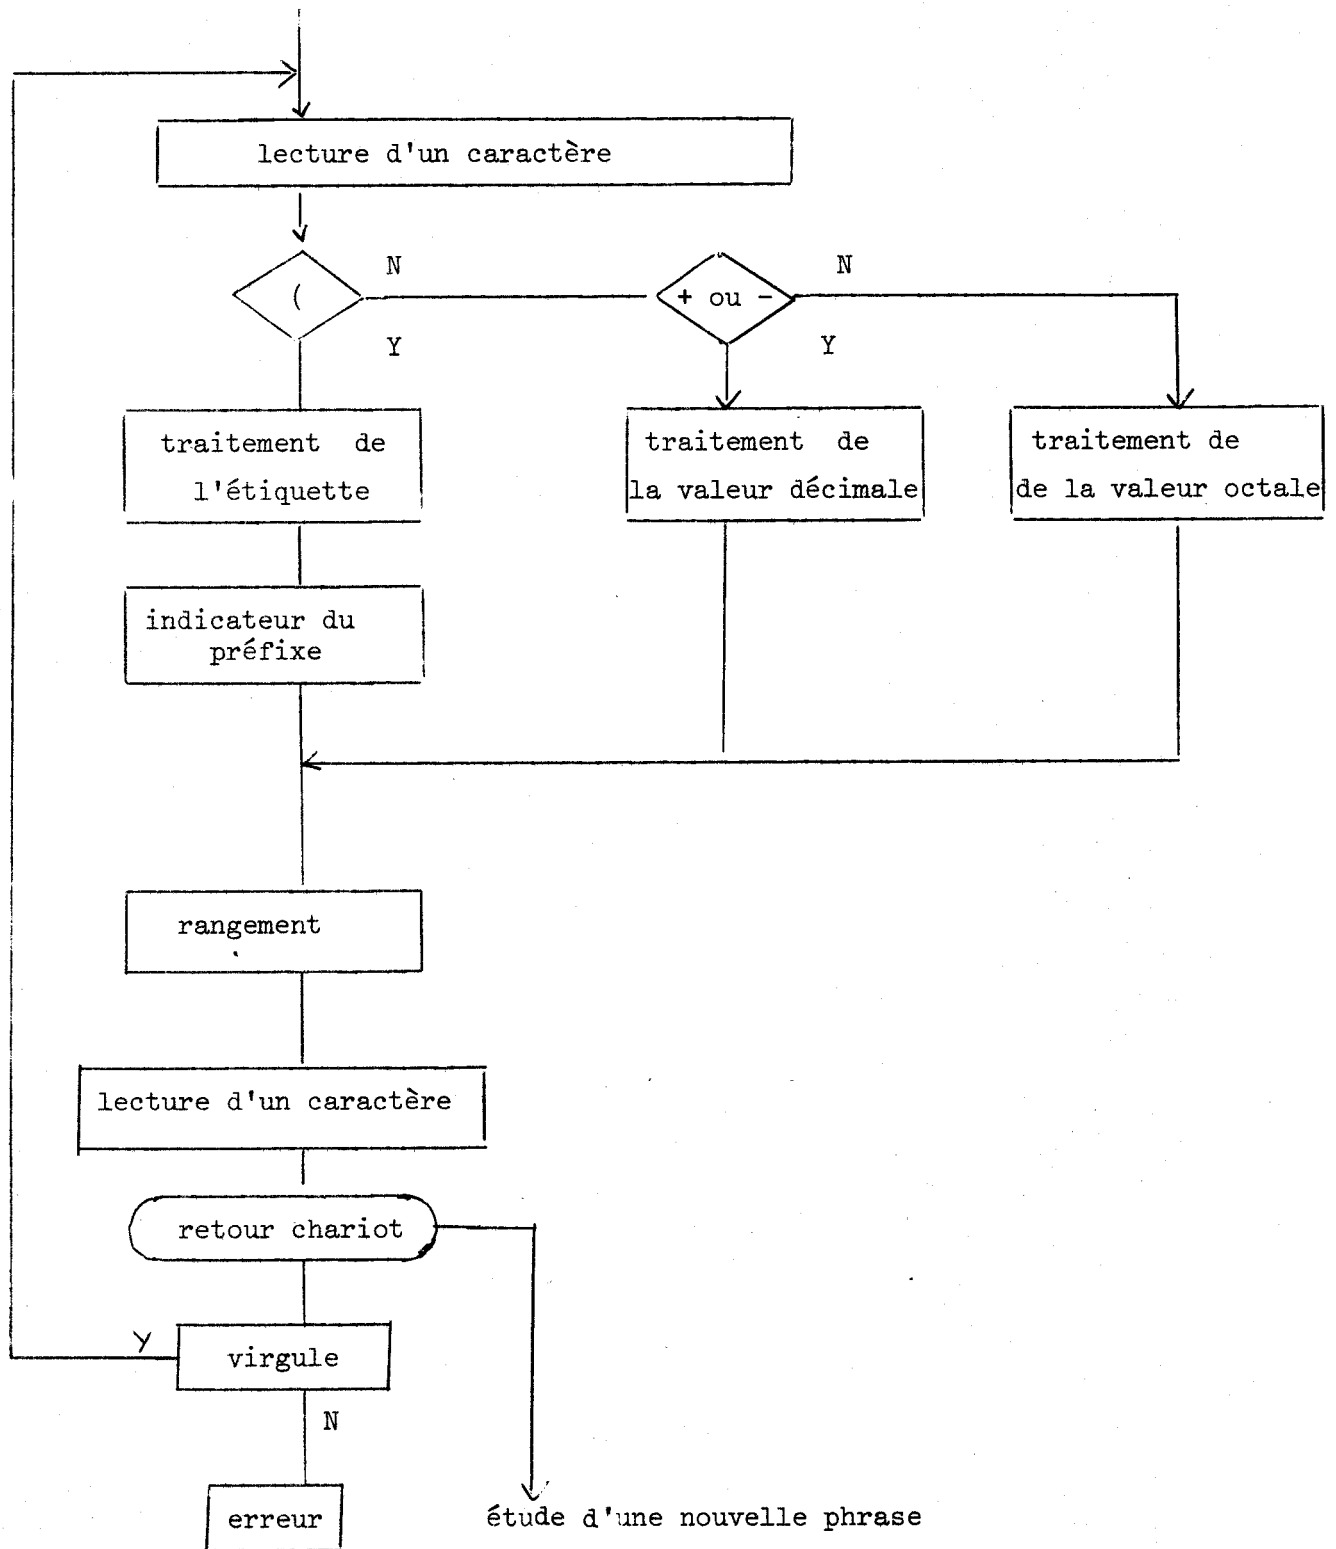 lecture d'un caractère
N
N
(
+ ou -
Y
Y
traitement de
l'étiquette
traitement de
la valeur décimale
traitement de
de la valeur octale
indicateur du
préfixe
rangement
lecture d'un caractère
retour chariot
Y
virgule
N
erreur
étude d'une nouvelle phrase